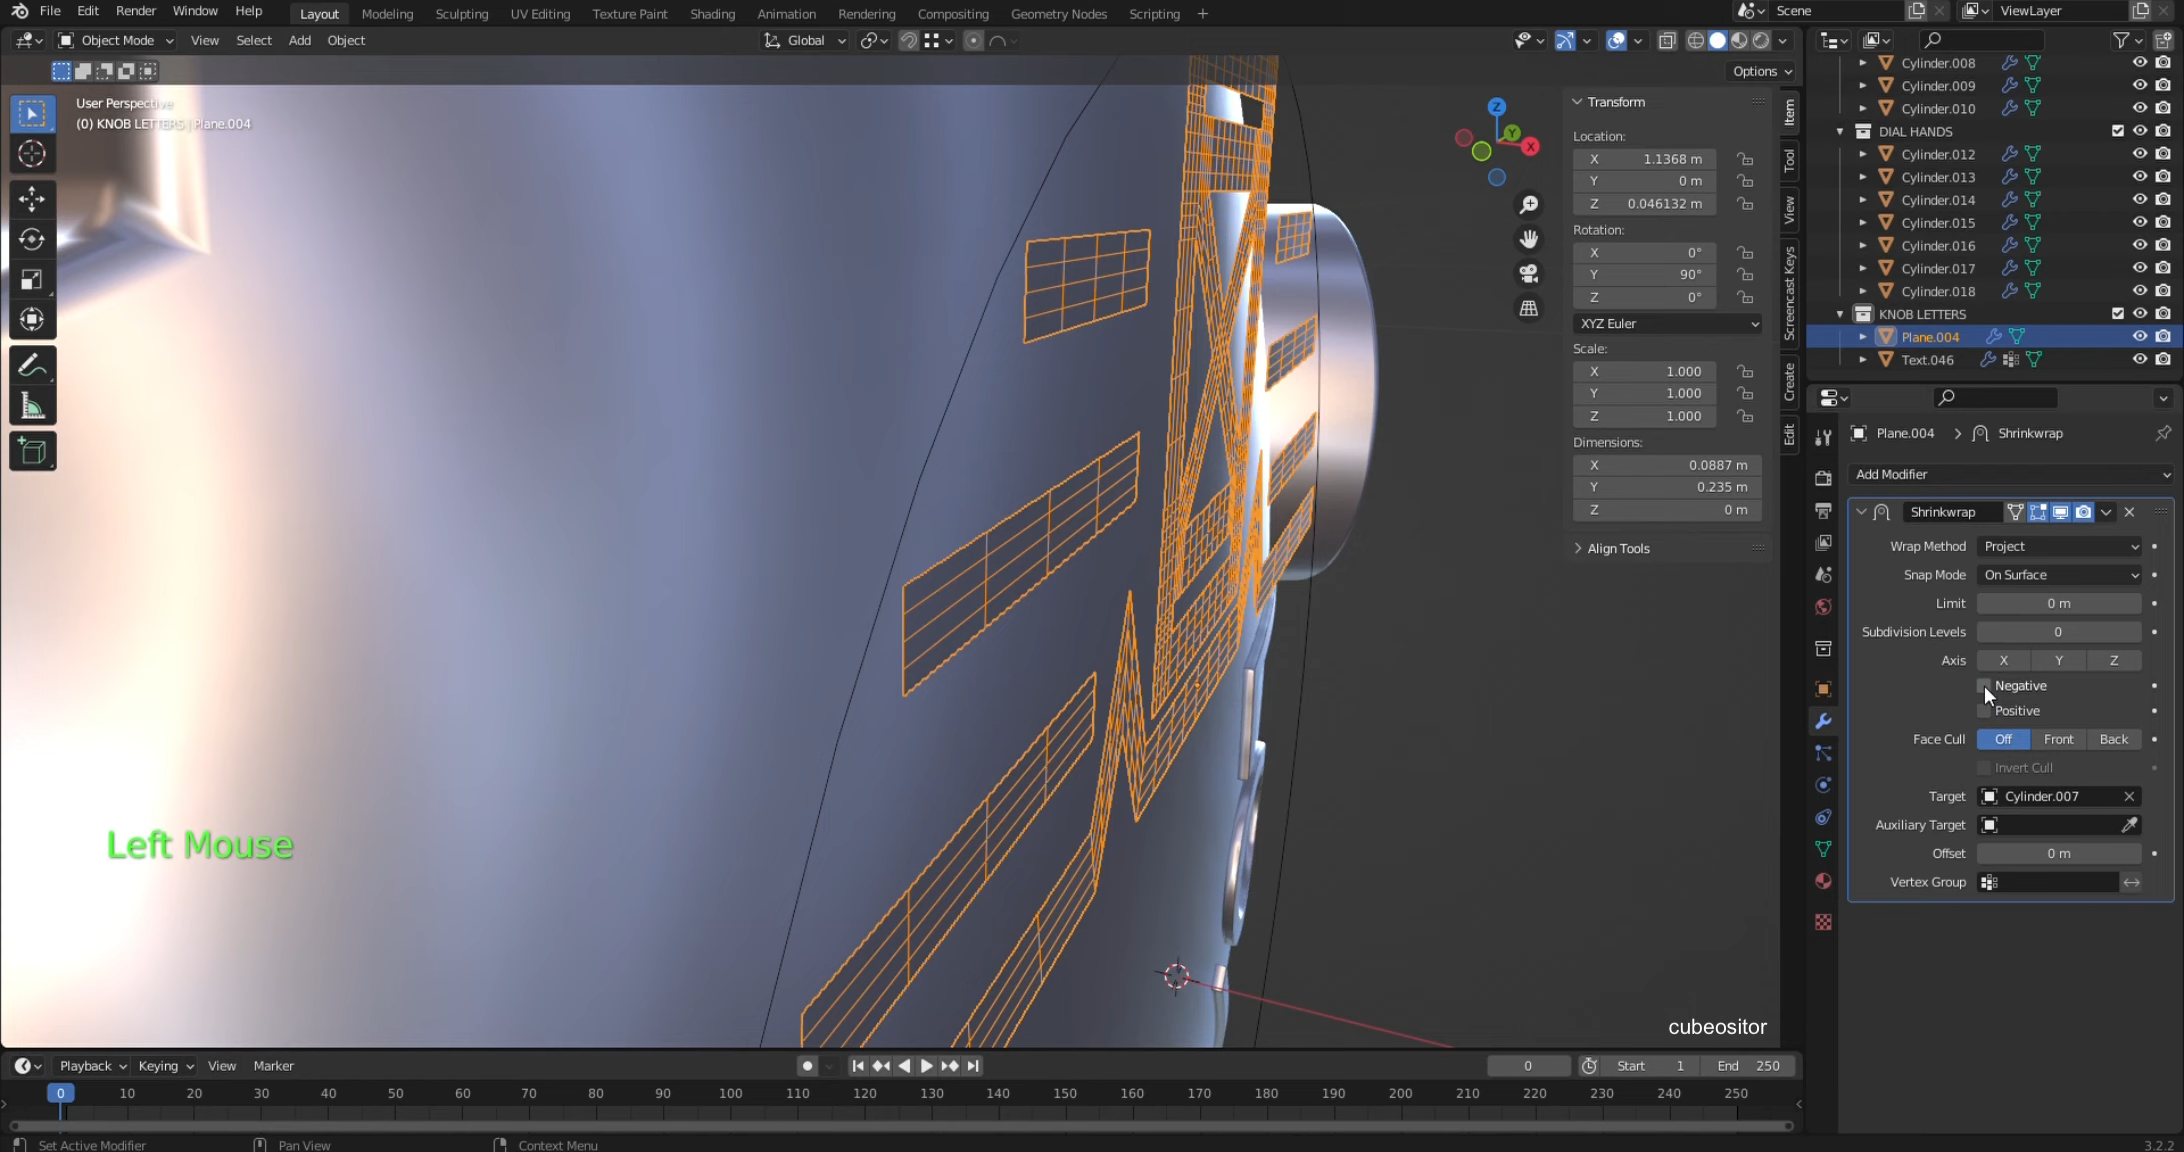 File Edit Render Window Help Layout Modeling Sculpting UV Editing Texture Paint Shading Animation Rendering Compositing Geometry Nodes Scripting + Scene ViewLayer
Object Mode View Select Add Object Global
Options
User Perspective
(0) KNOB LETTERS | Plane.004
Z
Y
X
Transform
Location:
X 1.1368 m
Y 0 m
Z 0.046132 m
Rotation:
X 0°
Y 90°
Z 0°
XYZ Euler
Scale:
X 1.000
Y 1.000
Z 1.000
Dimensions:
X 0.0887 m
Y 0.235 m
Z 0 m
Align Tools
Item
Tool
View
Screencast Keys
Create
Edit
Cylinder.008
Cylinder.009
Cylinder.010
DIAL HANDS
Cylinder.012
Cylinder.013
Cylinder.014
Cylinder.015
Cylinder.016
Cylinder.017
Cylinder.018
KNOB LETTERS
Plane.004
Text.046
Plane.004 > Shrinkwrap
Add Modifier
Shrinkwrap
Wrap Method Project
Snap Mode On Surface
Limit 0 m
Subdivision Levels 0
Axis X Y Z
Negative
Positive
Face Cull Off Front Back
Invert Cull
Target Cylinder.007
Auxiliary Target
Offset 0 m
Vertex Group
Left Mouse
cubeositor
Playback Keying View Marker 0 Start 1 End 250
0 10 20 30 40 50 60 70 80 90 100 110 120 130 140 150 160 170 180 190 200 210 220 230 240 250
Set Active Modifier Pan View Context Menu 3.2.2